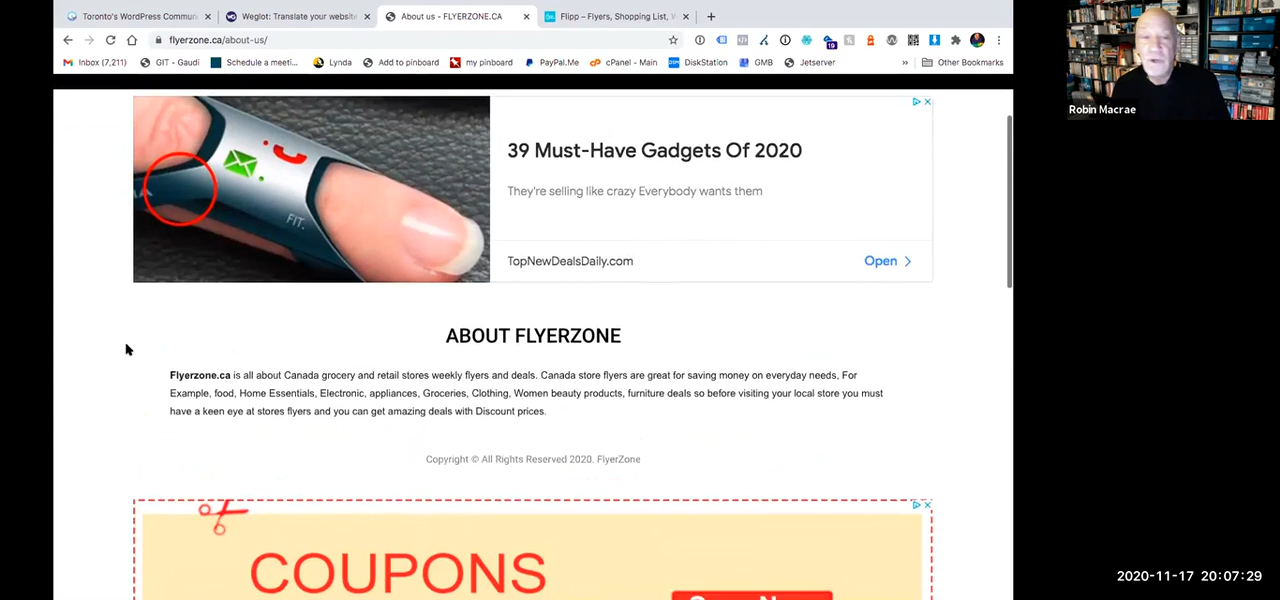 Toronto's WordPress Commun
Weglot: Translate your website
About us - FLYERZONE.CA
Flipp – Flyers, Shopping List, W
flyerzone.ca/about-us/
19
Inbox (7,211)
GIT - Gaudi
Schedule a meeti...
Lynda
Add to pinboard
my pinboard
PayPal.Me
cPanel - Main
DiskStation
GMB
Jetserver
»
Other Bookmarks
Robin Macrae
FIT.
39 Must-Have Gadgets Of 2020
They're selling like crazy Everybody wants them
TopNewDealsDaily.com
Open
ABOUT FLYERZONE
Flyerzone.ca is all about Canada grocery and retail stores weekly flyers and deals. Canada store flyers are great for saving money on everyday needs, For
Example, food, Home Essentials, Electronic, appliances, Groceries, Clothing, Women beauty products, furniture deals so before visiting your local store you must
have a keen eye at stores flyers and you can get amazing deals with Discount prices.
Copyright © All Rights Reserved 2020. FlyerZone
COUPONS
2020-11-17 20:07:29